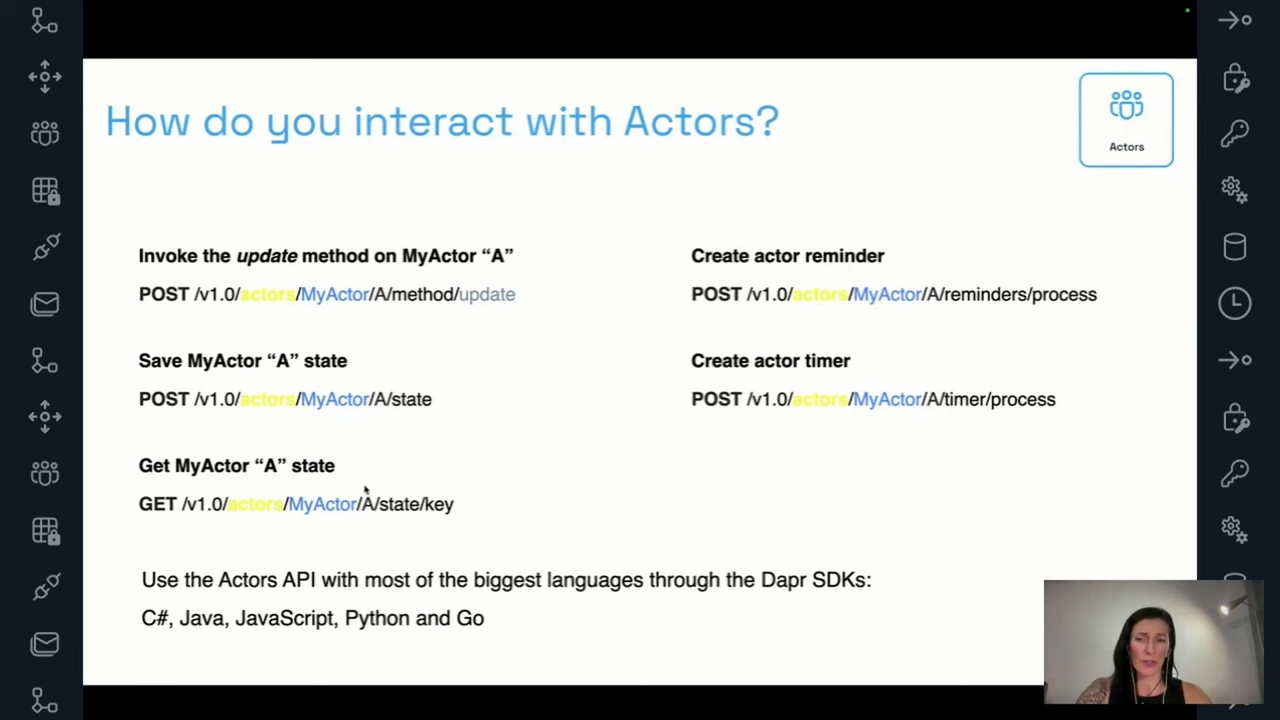 How do you interact with Actors?
Actors
Invoke the update method on MyActor “A”
POST /v1.0/actors/MyActor/A/method/update
Save MyActor “A” state
POST /v1.0/actors/MyActor/A/state
Get MyActor “A” state
GET /v1.0/actors/MyActor/A/state/key
Create actor reminder
POST /v1.0/actors/MyActor/A/reminders/process
Create actor timer
POST /v1.0/actors/MyActor/A/timer/process
Use the Actors API with most of the biggest languages through the Dapr SDKs:
C#, Java, JavaScript, Python and Go